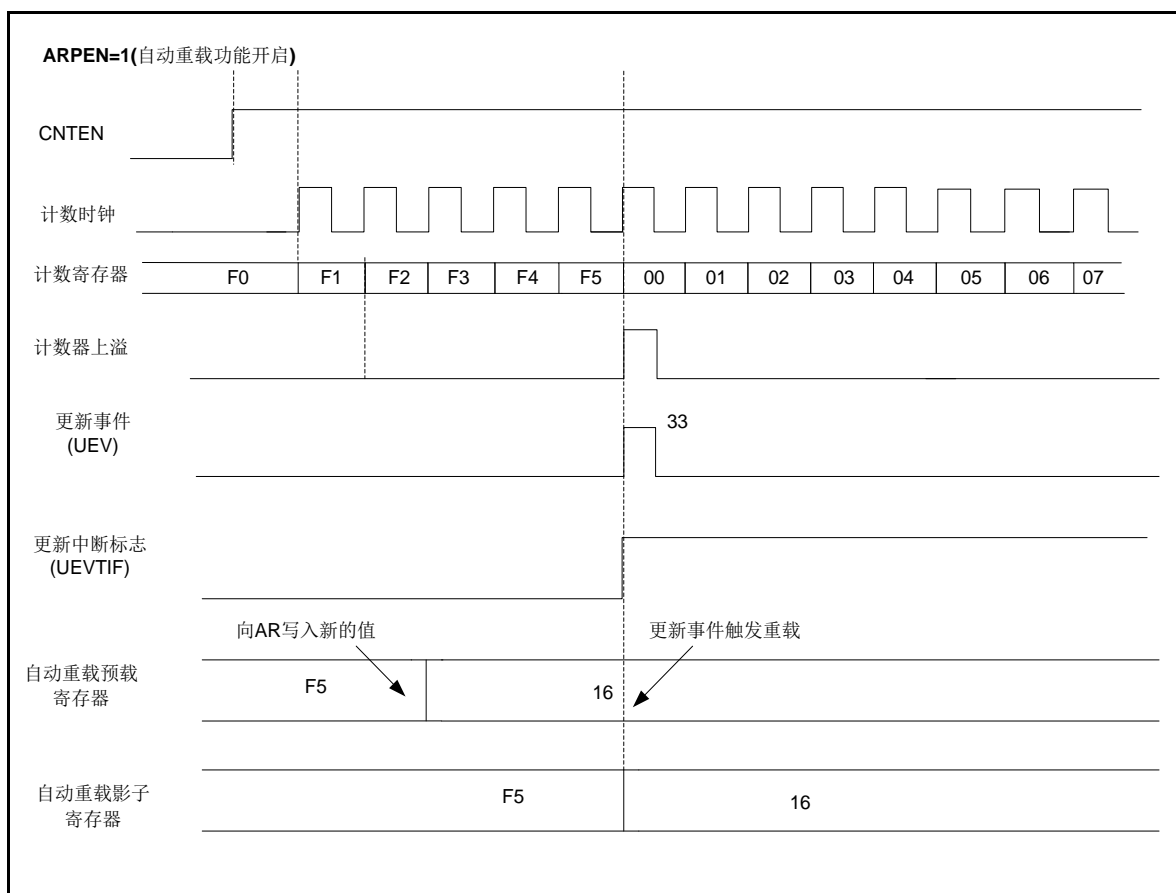 ARPEN=1(自动重载功能开启)
CNTEN
计数时钟
计数寄存器
F0 F1 F2 F3 F4 F5 00 01 02 03 04 05 06 07
计数器上溢
更新事件
(UEV)
33
更新中断标志
(UEVTIF)
向AR写入新的值
更新事件触发重载
自动重载预载
寄存器
F5
16
自动重载影子
寄存器
F5
16